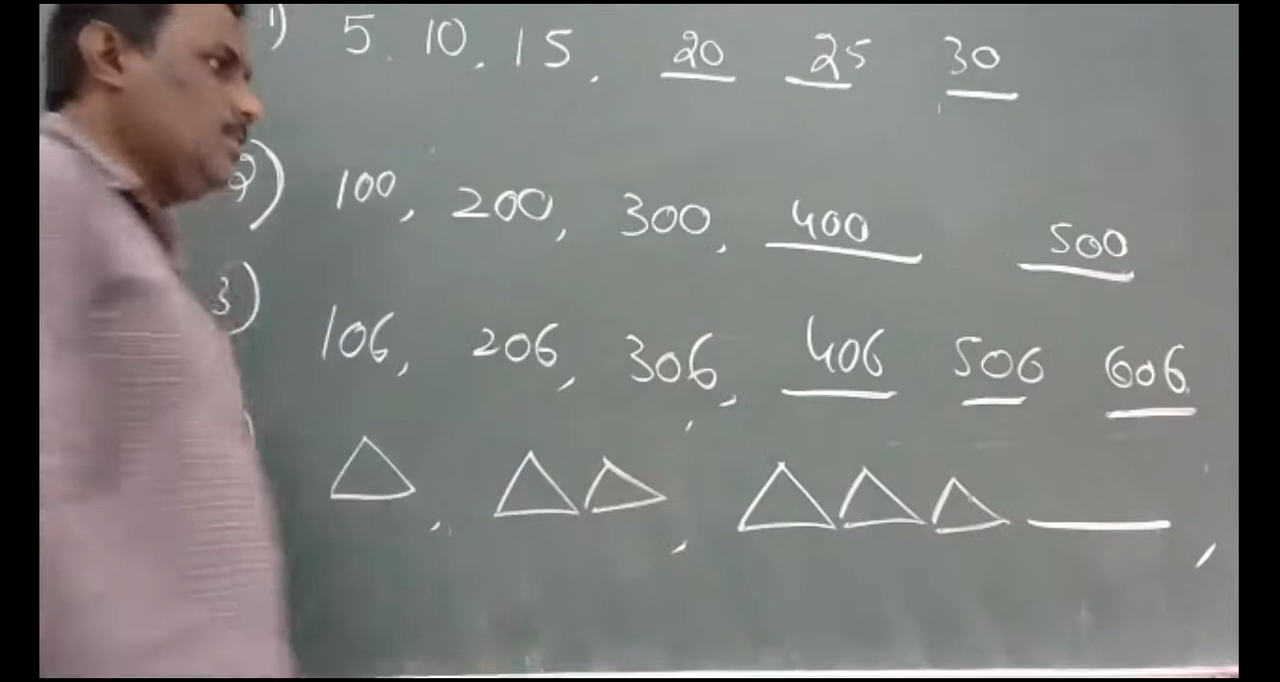 1) 5, 10, 15, 20 25 30
2) 100, 200, 300, 400 500
3)
106, 206, 306, 406 506 606